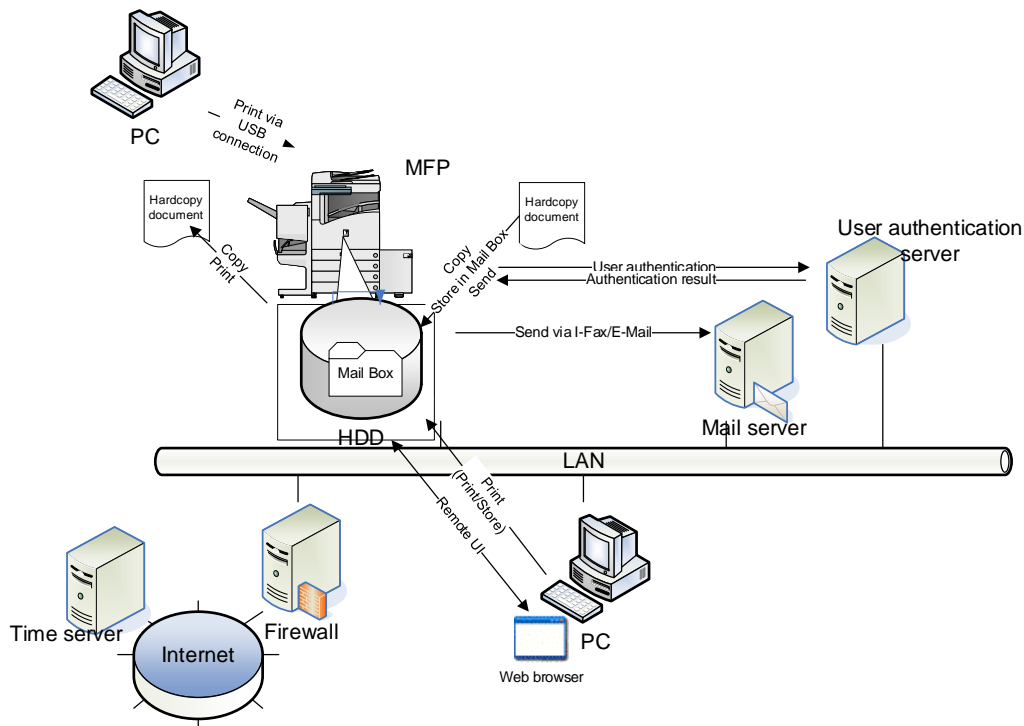 PC
Print via
USB
connection
MFP
Hardcopy
document
Copy
Print
Hardcopy
document
Copy
Store in Mail Box
Send
User authentication
Authentication result
User authentication
server
Send via I-Fax/E-Mail
Mail Box
Mail server
HDD
LAN
Print
(Print/Store)
Remote UI
Time server
Firewall
Internet
PC
Web browser